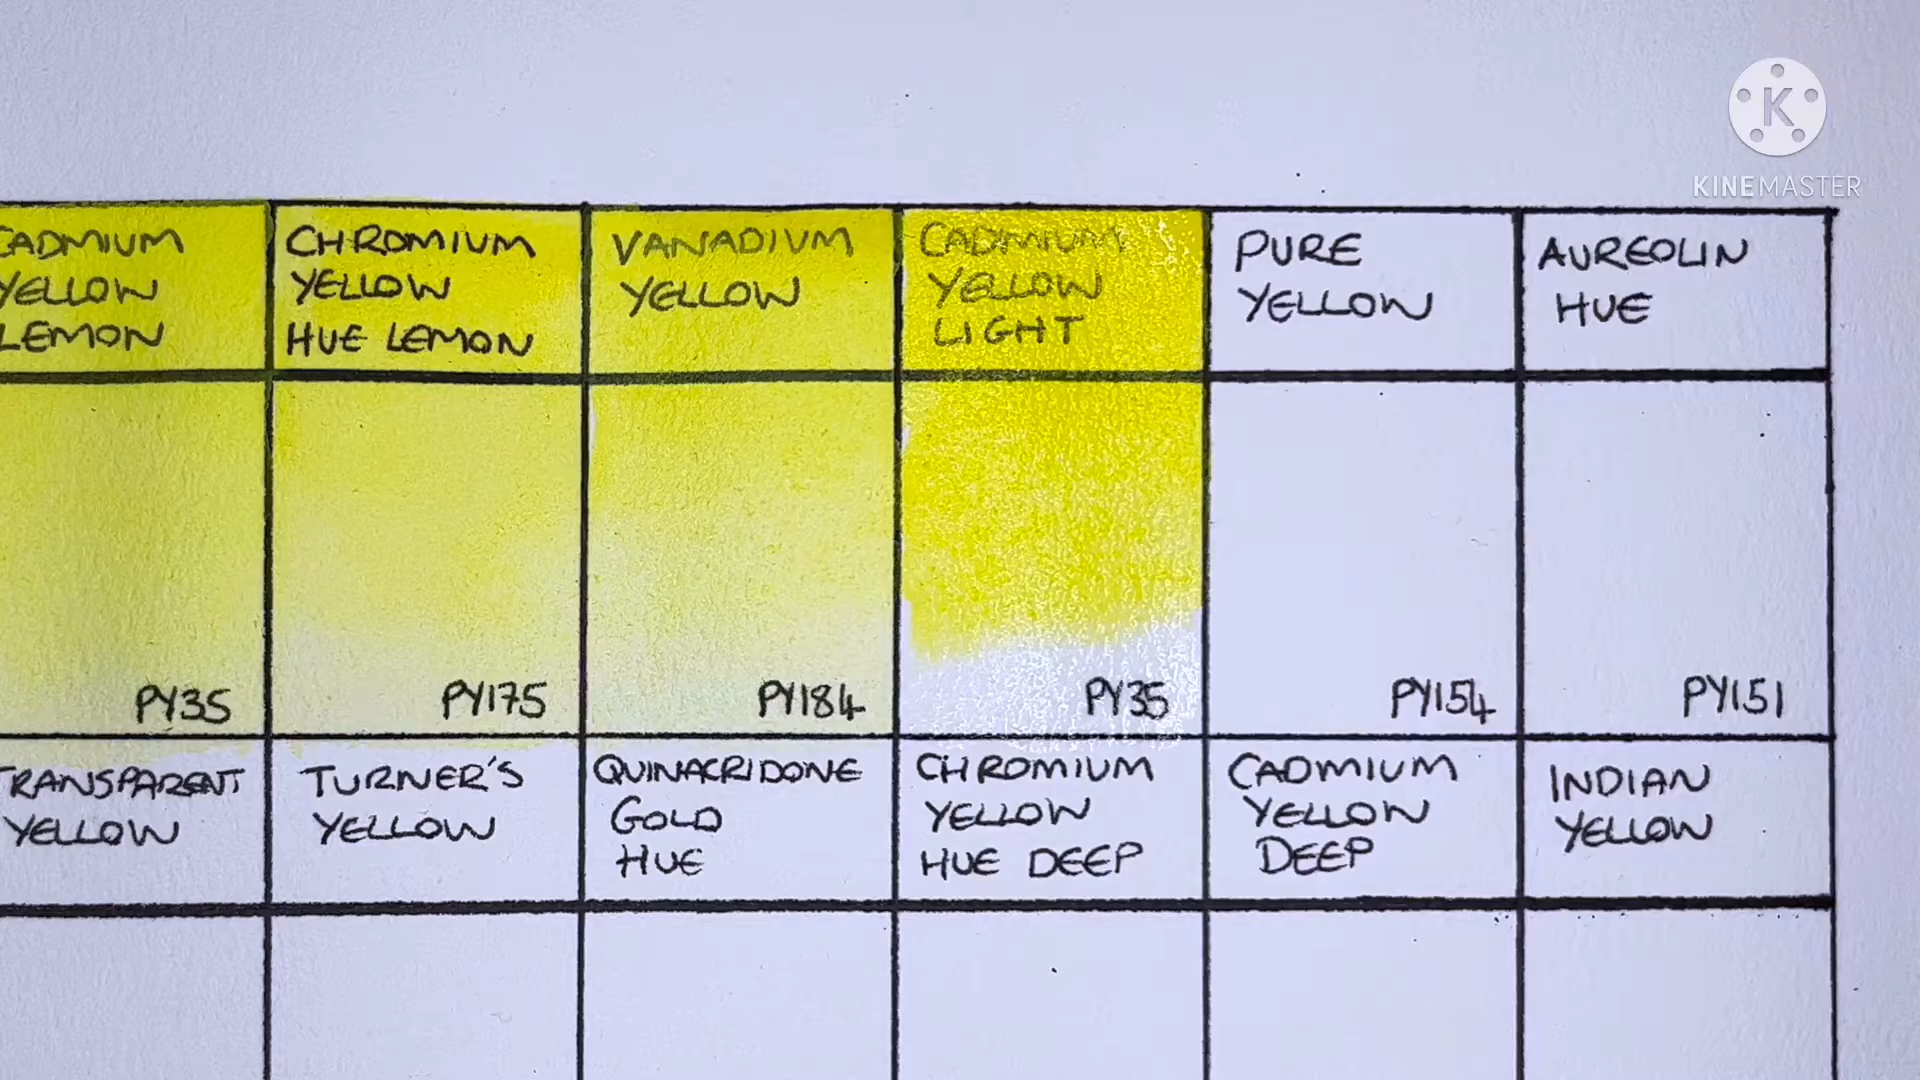 K
KINEMASTER
CADMIUM
YELLOW
LEMON
CHROMIUM
YELLOW
HUE LEMON
VANADIUM
YELLOW
CADMIUM
YELLOW
LIGHT
PURE
YELLOW
AUREOLIN
HUE
PY35
PY175
PY184
PY35
PY154
PY151
TRANSPARENT
YELLOW
TURNER'S
YELLOW
QUINACRIDONE
GOLD
HUE
CHROMIUM
YELLOW
HUE DEEP
CADMIUM
YELLOW
DEEP
INDIAN
YELLOW